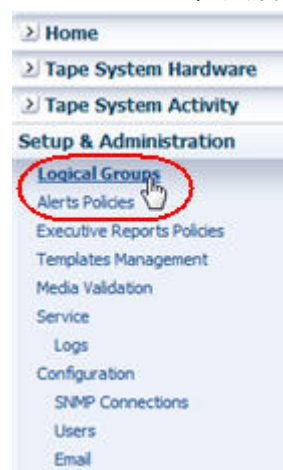 Home
Tape System Hardware
Tape System Activity
Setup & Administration
Logical Groups
Alerts Policies
Executive Reports Policies
Templates Management
Media Validation
Service
Logs
Configuration
SNMP Connections
Users
Email